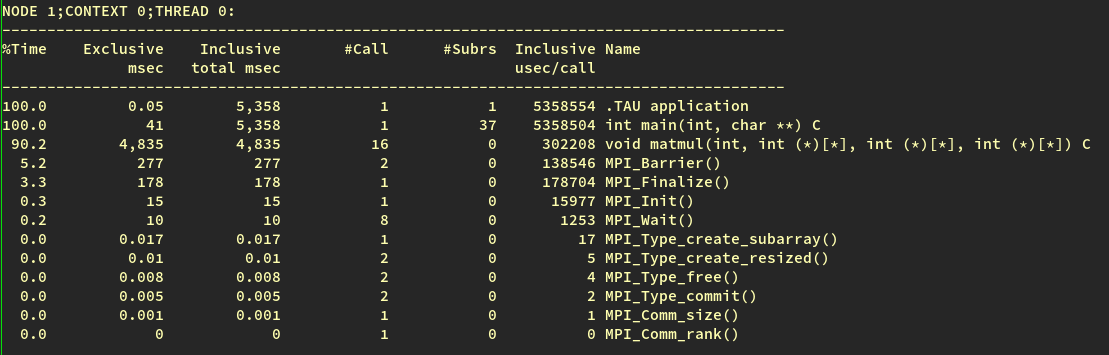 NODE 1;CONTEXT 0;THREAD 0:
---------------------------------------------------------------------------------------
%Time Exclusive Inclusive #Call #Subrs Inclusive Name
msec total msec usec/call
---------------------------------------------------------------------------------------
100.0 0.05 5,358 1 1 5358554 .TAU application
100.0 41 5,358 1 37 5358504 int main(int, char **) C
90.2 4,835 4,835 16 0 302208 void matmul(int, int (*)[*], int (*)[*], int (*)[*]) C
5.2 277 277 2 0 138546 MPI_Barrier()
3.3 178 178 1 0 178704 MPI_Finalize()
0.3 15 15 1 0 15977 MPI_Init()
0.2 10 10 8 0 1253 MPI_Wait()
0.0 0.017 0.017 1 0 17 MPI_Type_create_subarray()
0.0 0.01 0.01 2 0 5 MPI_Type_create_resized()
0.0 0.008 0.008 2 0 4 MPI_Type_free()
0.0 0.005 0.005 2 0 2 MPI_Type_commit()
0.0 0.001 0.001 1 0 1 MPI_Comm_size()
0.0 0 0 1 0 0 MPI_Comm_rank()